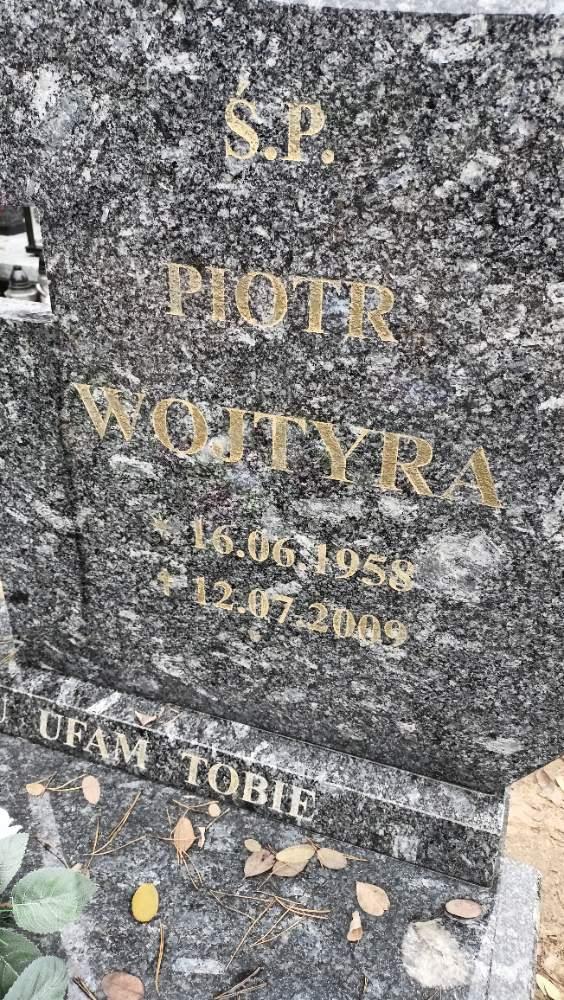 Ś.P.
PIOTR
WOJTYRA
* 16.06.1958
✝ 12.07.2009
UFAM TOBIE